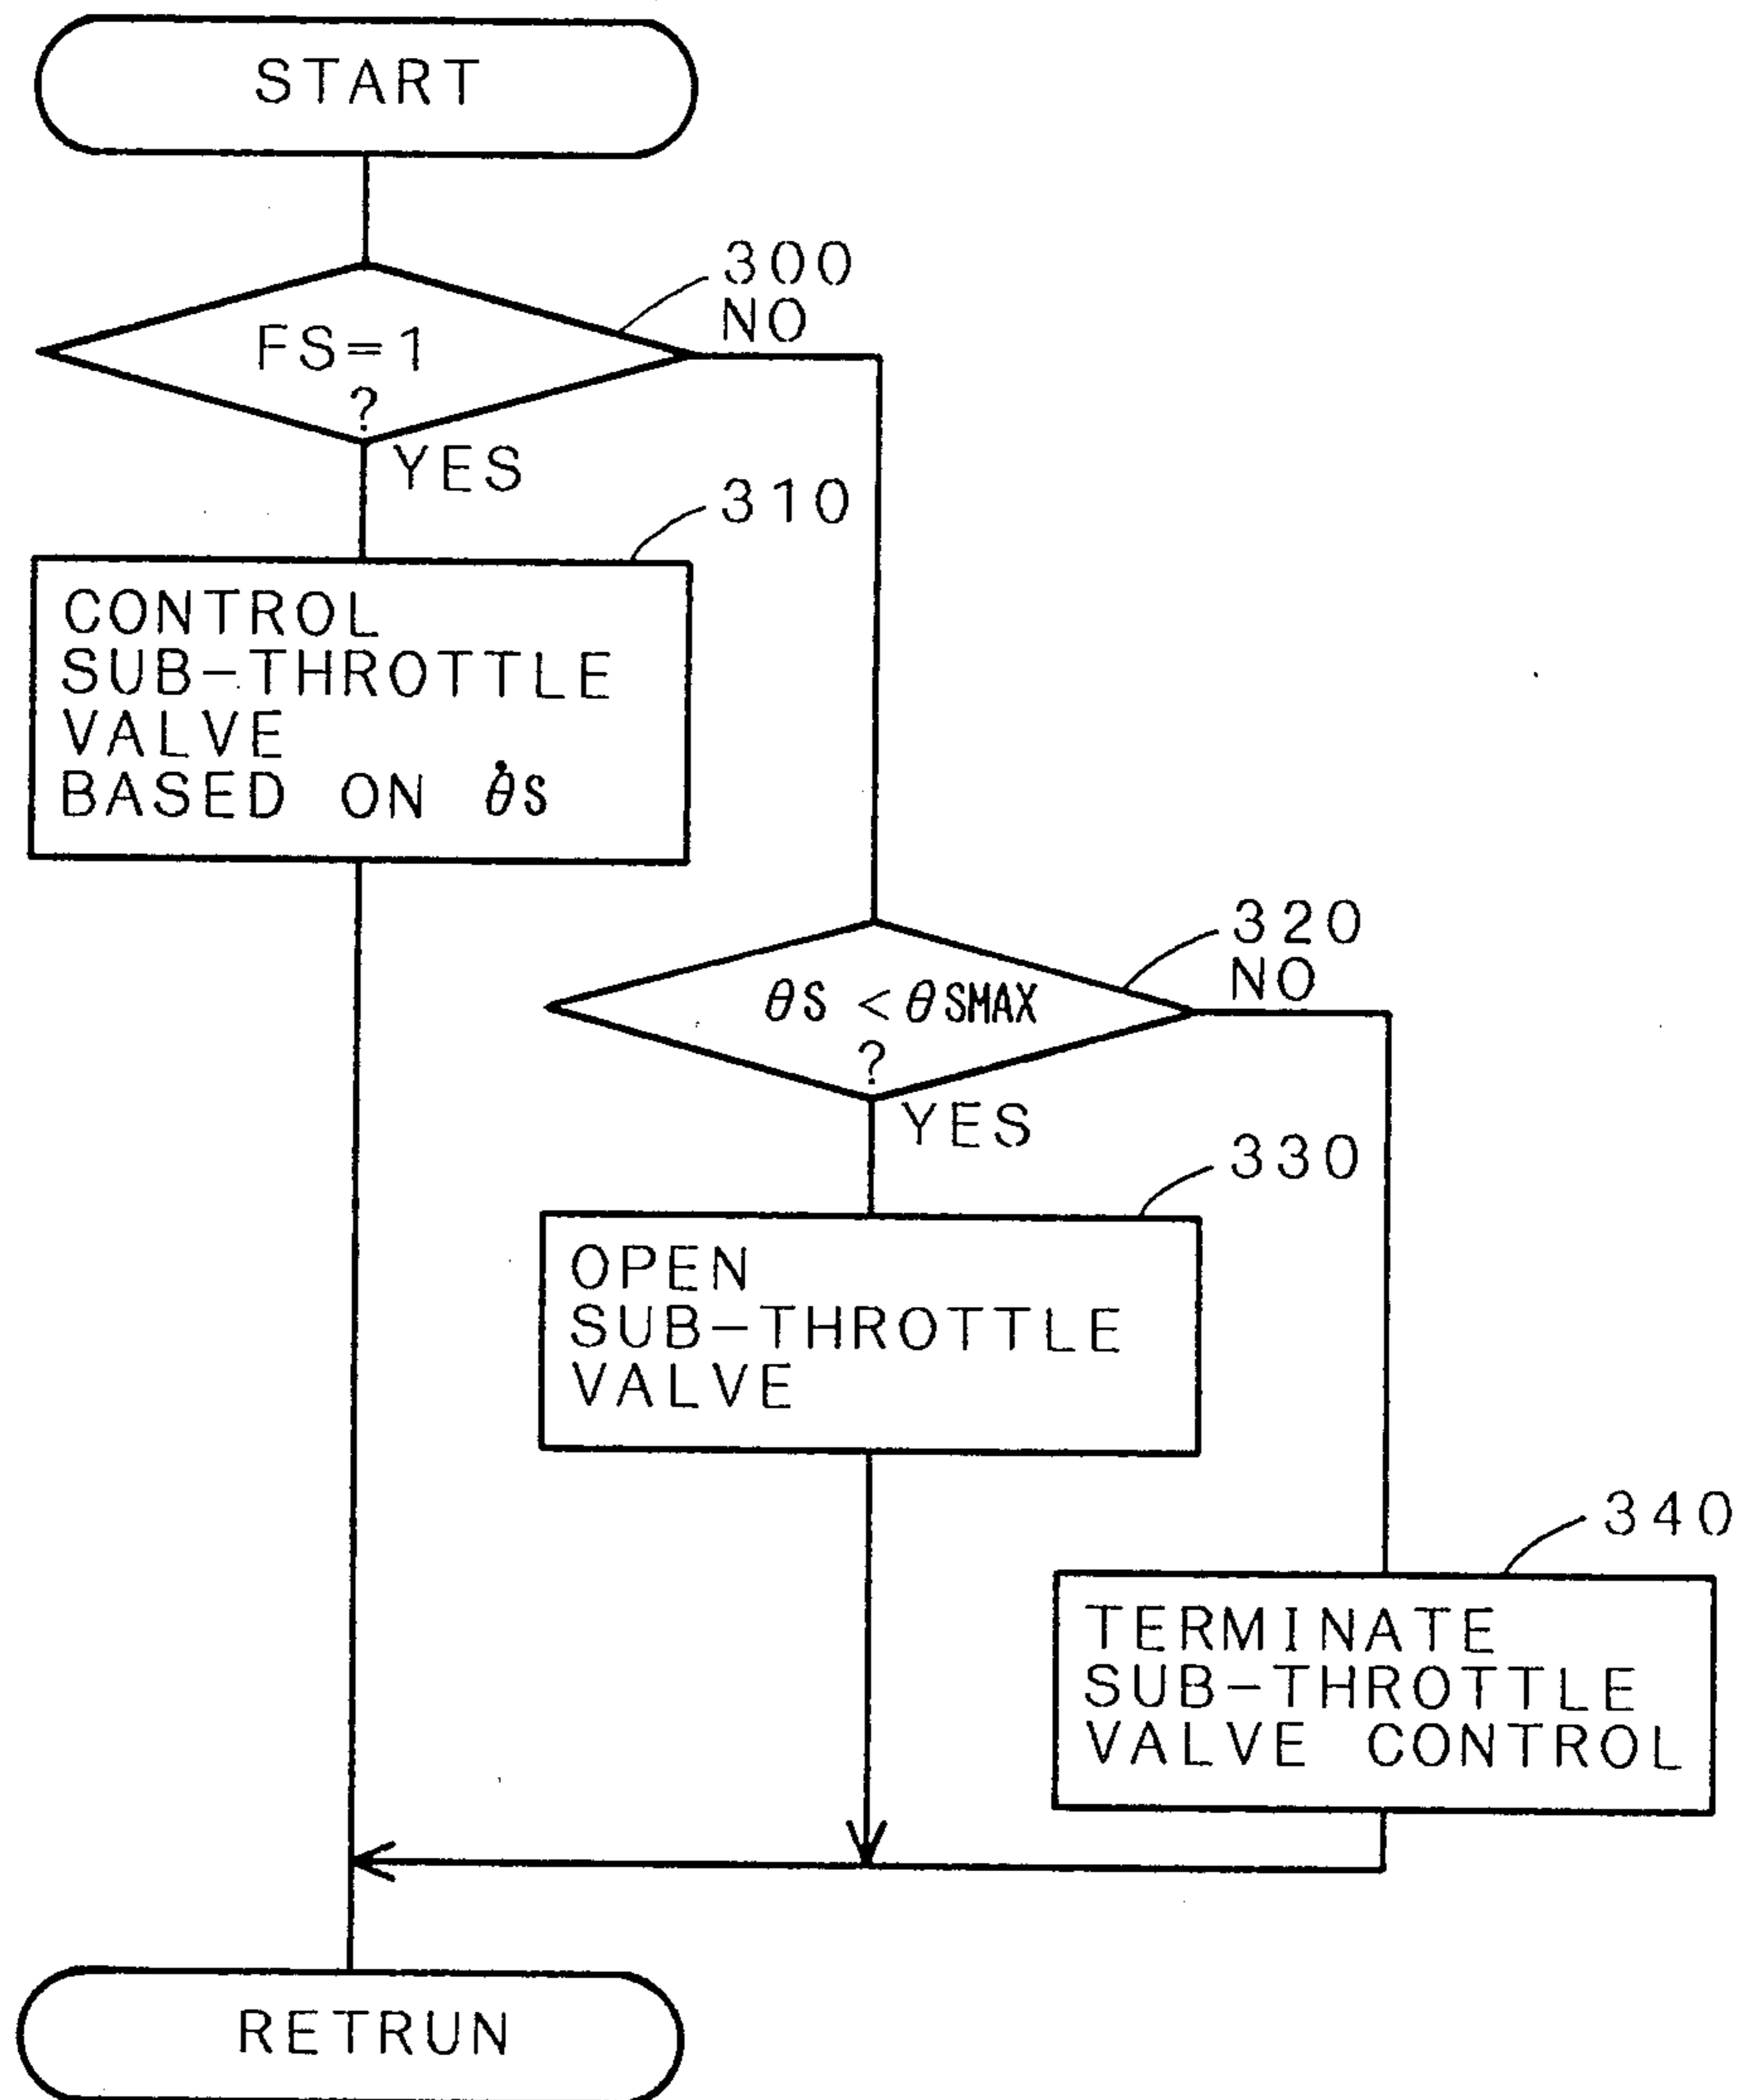 START
300
NO
FS=1
?
YES
310
CONTROL
SUB-THROTTLE
VALVE
BASED ON θ̇S
320
NO
θS < θSMAX
?
YES
330
OPEN
SUB-THROTTLE
VALVE
340
TERMINATE
SUB-THROTTLE
VALVE CONTROL
RETRUN